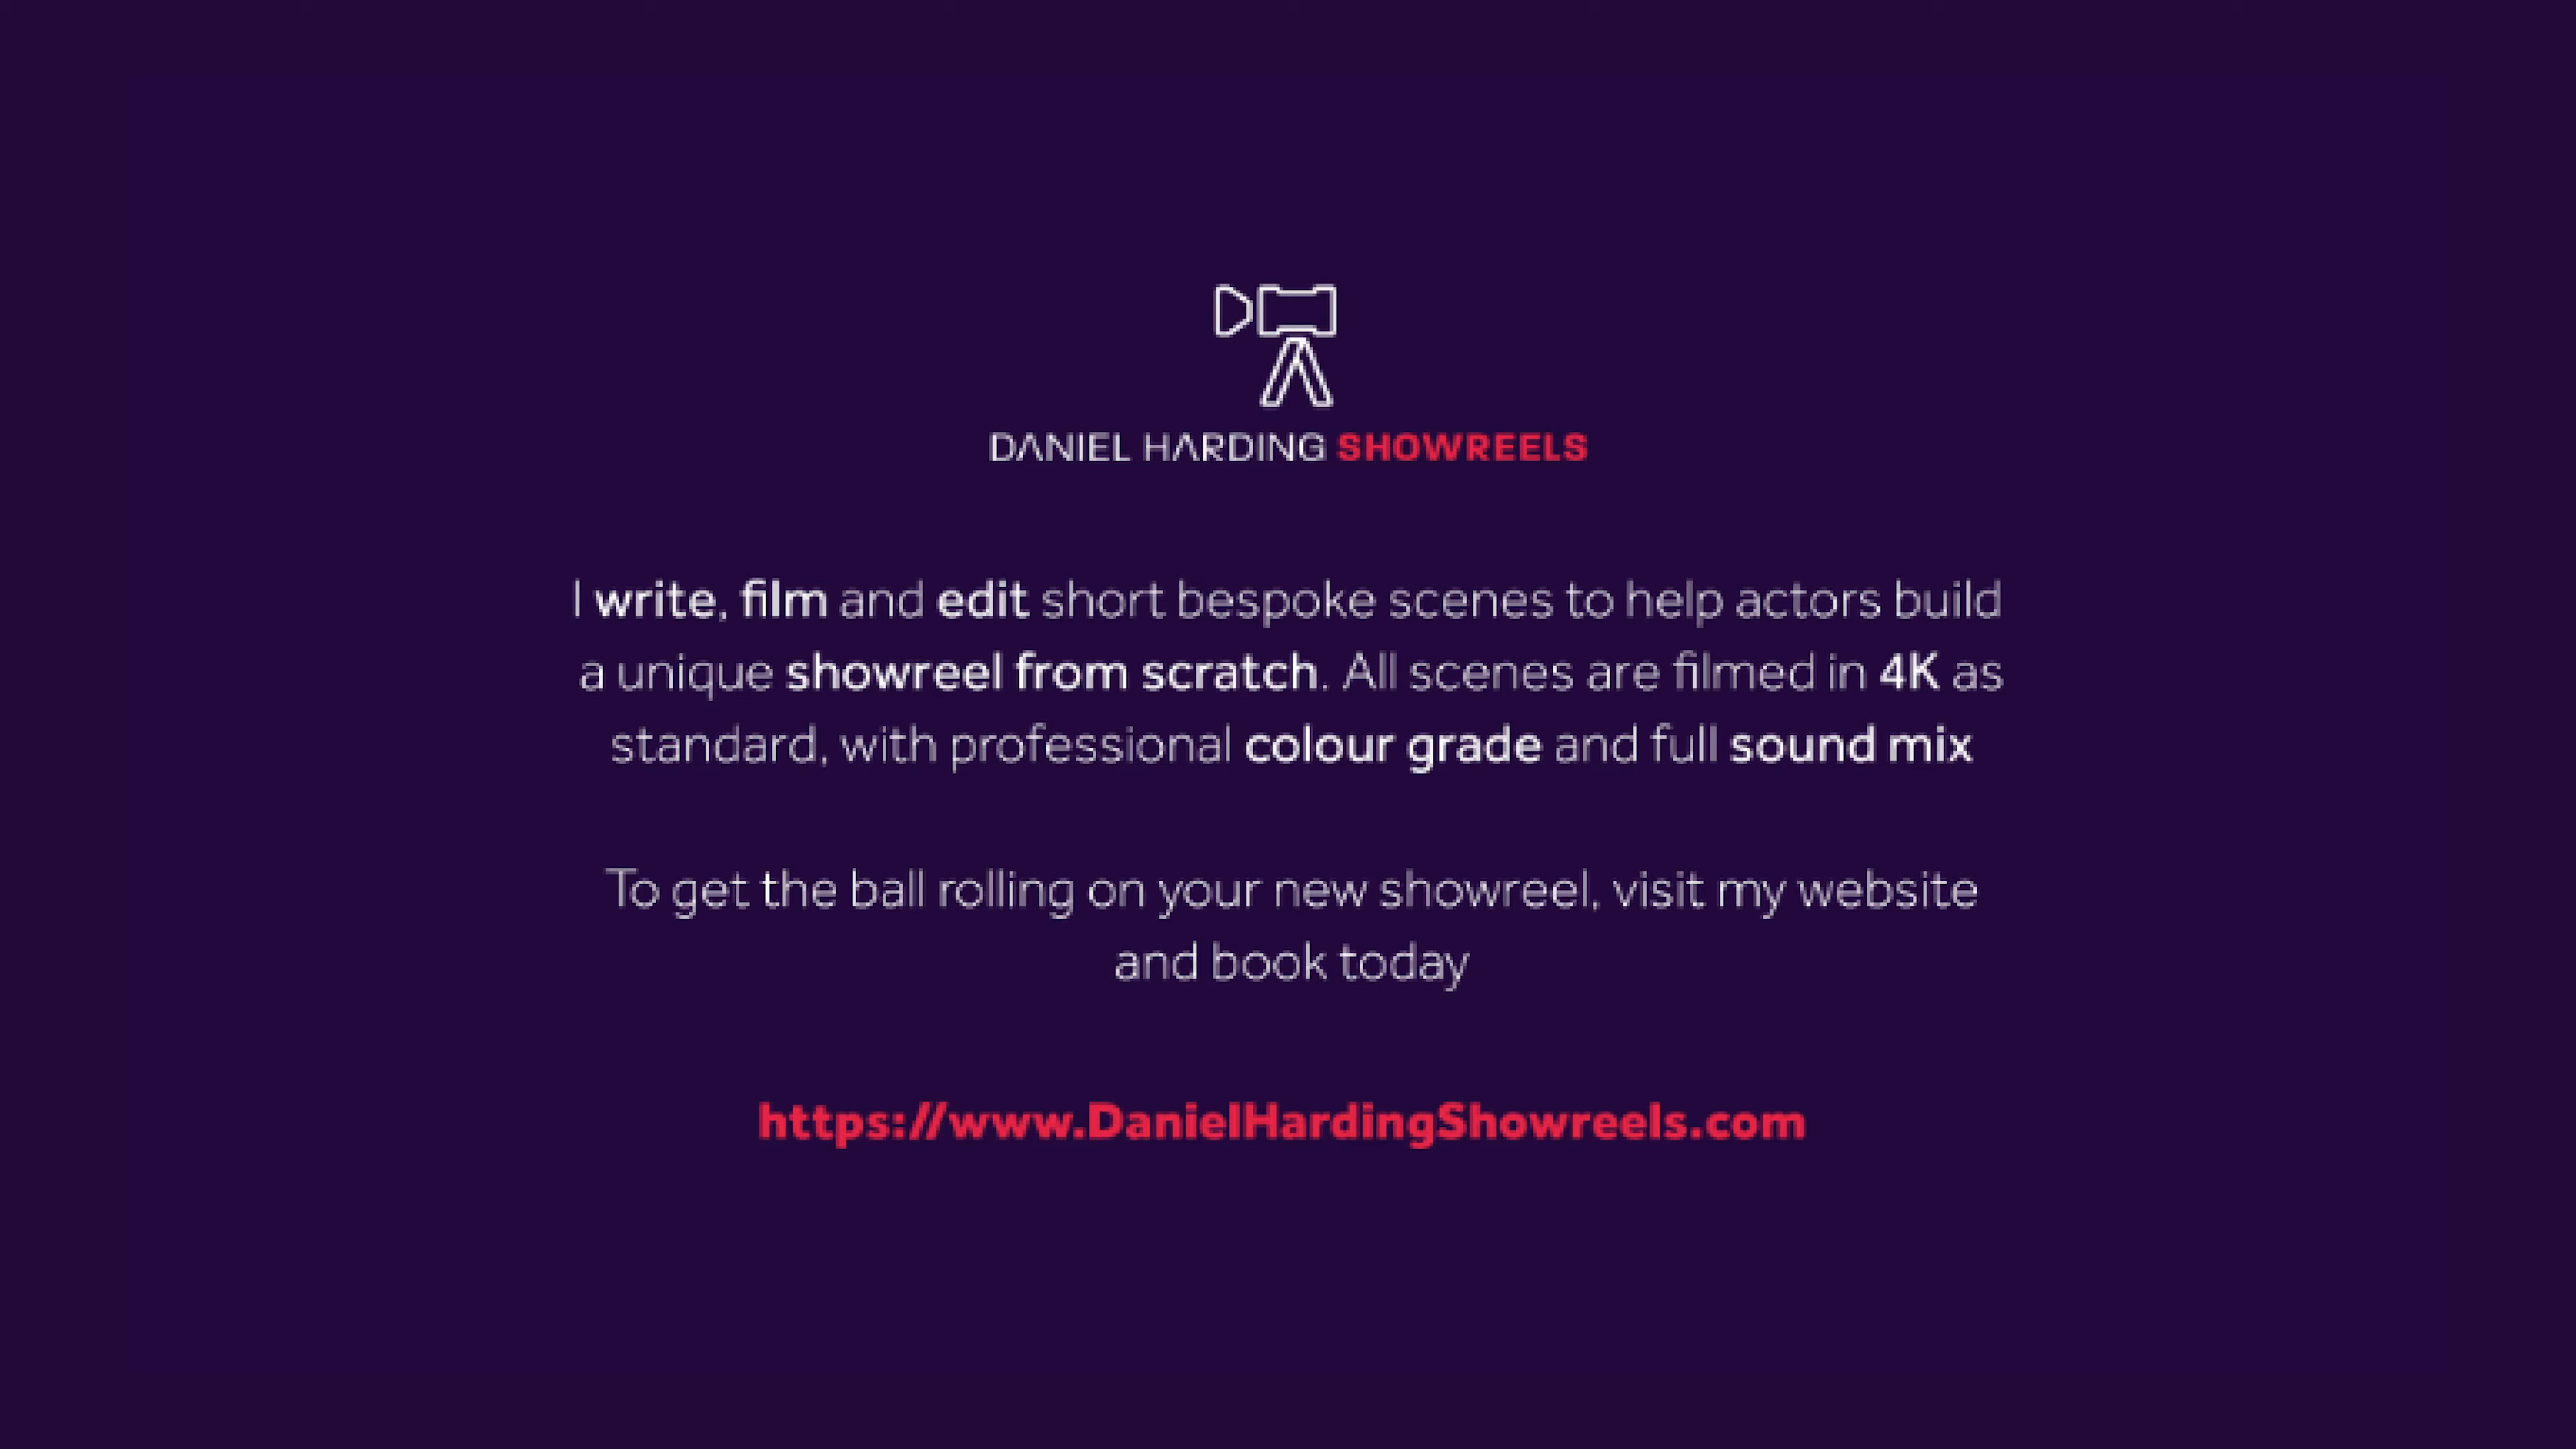 DANIEL HARDING SHOWREELS
I write, film and edit short bespoke scenes to help actors build
a unique showreel from scratch. All scenes are filmed in 4K as
standard, with professional colour grade and full sound mix
To get the ball rolling on your new showreel, visit my website
and book today
https://www.DanielHardingShowreels.com